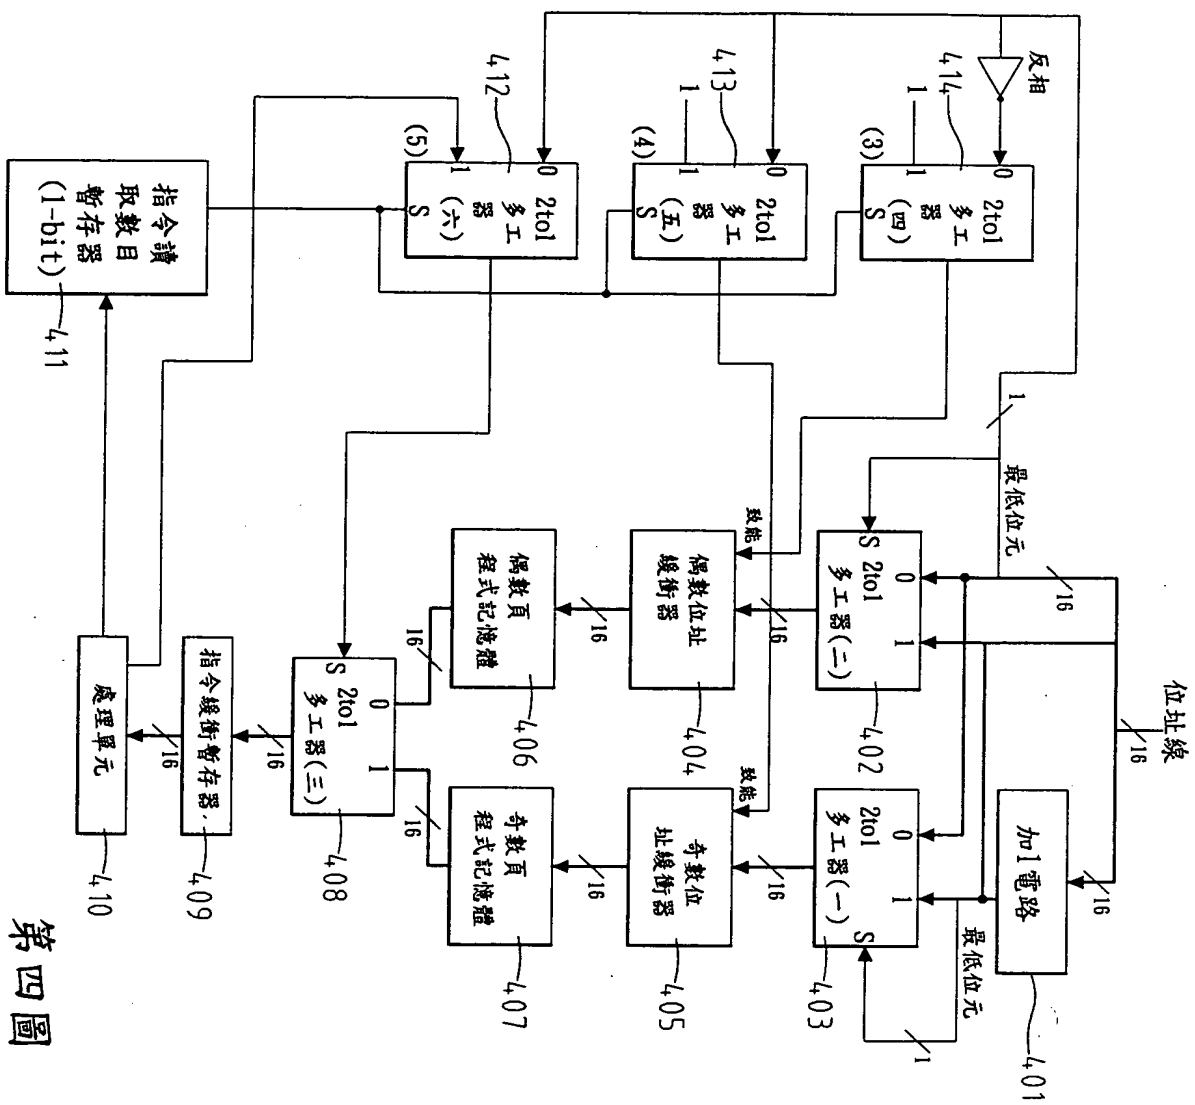 位址線
16
16
加1電路
401
16
最低位元
最低位元
1
1
0
1
S
2to1
多工器(二)
402
0
1
S
2to1
多工器(一)
403
16
16
致能
致能
偶數位址
緩衝器
404
奇數位
址緩衝器
405
16
16
偶數頁
程式記憶體
406
奇數頁
程式記憶體
407
16
16
S
0
1
2to1
多工器(三)
408
16
指令緩衝暫存器
409
16
處理單元
410
反相
414
1
(3)
0
1
S
2to1
多工
器
(四)
413
1
(4)
0
1
S
2to1
多工
器
(五)
412
(5)
0
1
S
2to1
多工
器
(六)
指令讀
取數目
暫存器
(1-bit)
411
第四圖